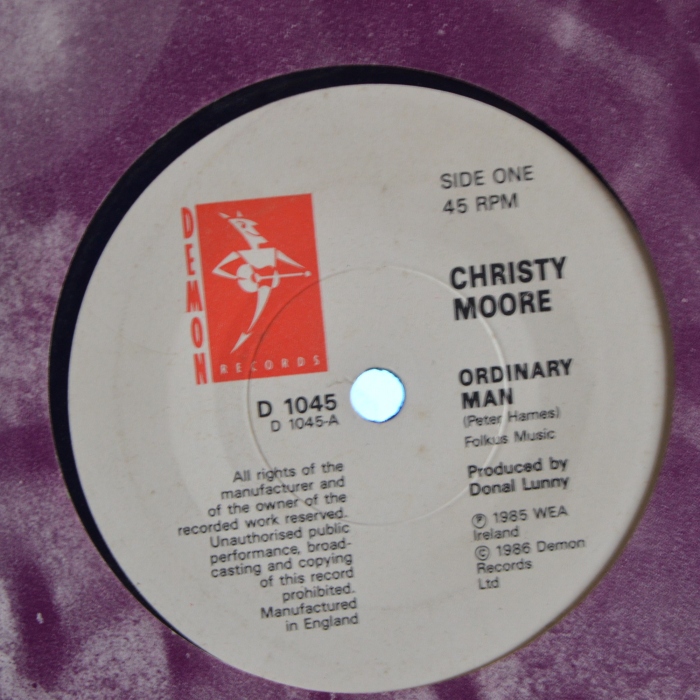 SIDE ONE
45 RPM
DEMON
RECORDS
CHRISTY
MOORE
D 1045
D 1045-A
ORDINARY
MAN
(Peter Hames)
Folkus Music
Produced by
Donal Lunny
All rights of the
manufacturer and
of the owner of the
recorded work reserved.
Unauthorised public
performance, broad-
casting and copying
of this record
prohibited.
Manufactured
in England
Ⓟ 1985 WEA
Ireland
© 1986 Demon
Records
Ltd